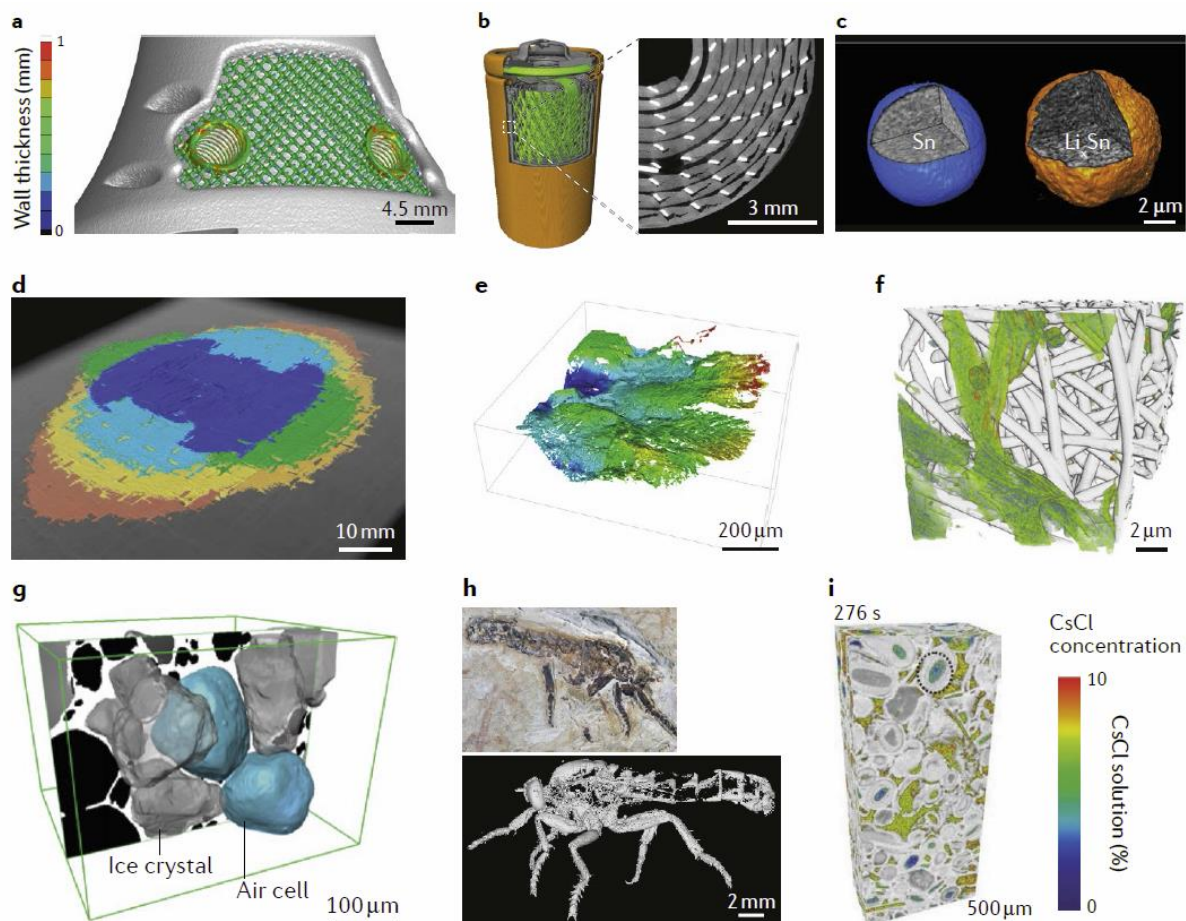 a
1
Wall thickness (mm)
0
4.5 mm
b
3 mm
c
Sn
Li Sn
2 μm
d
10 mm
e
200 μm
f
2 μm
g
Ice crystal
Air cell
100 μm
h
2 mm
i
276 s
CsCl
concentration
10
CsCl solution (%)
0
500 μm